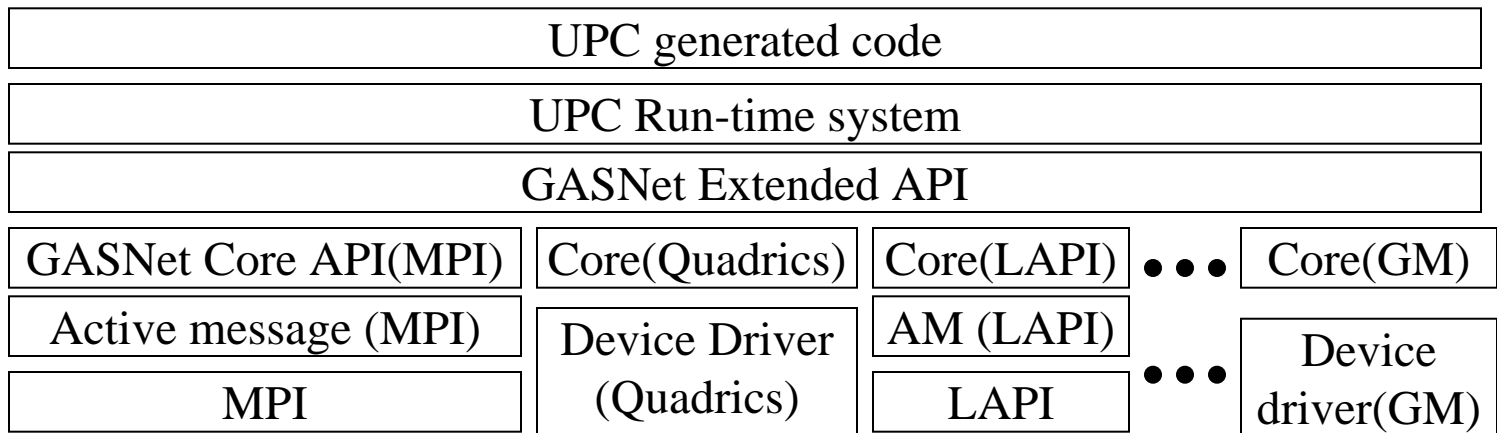 UPC generated code
UPC Run-time system
GASNet Extended API
GASNet Core API(MPI)
Core(Quadrics)
Core(LAPI)
Core(GM)
Active message (MPI)
Device Driver
(Quadrics)
AM (LAPI)
Device
driver(GM)
MPI
LAPI